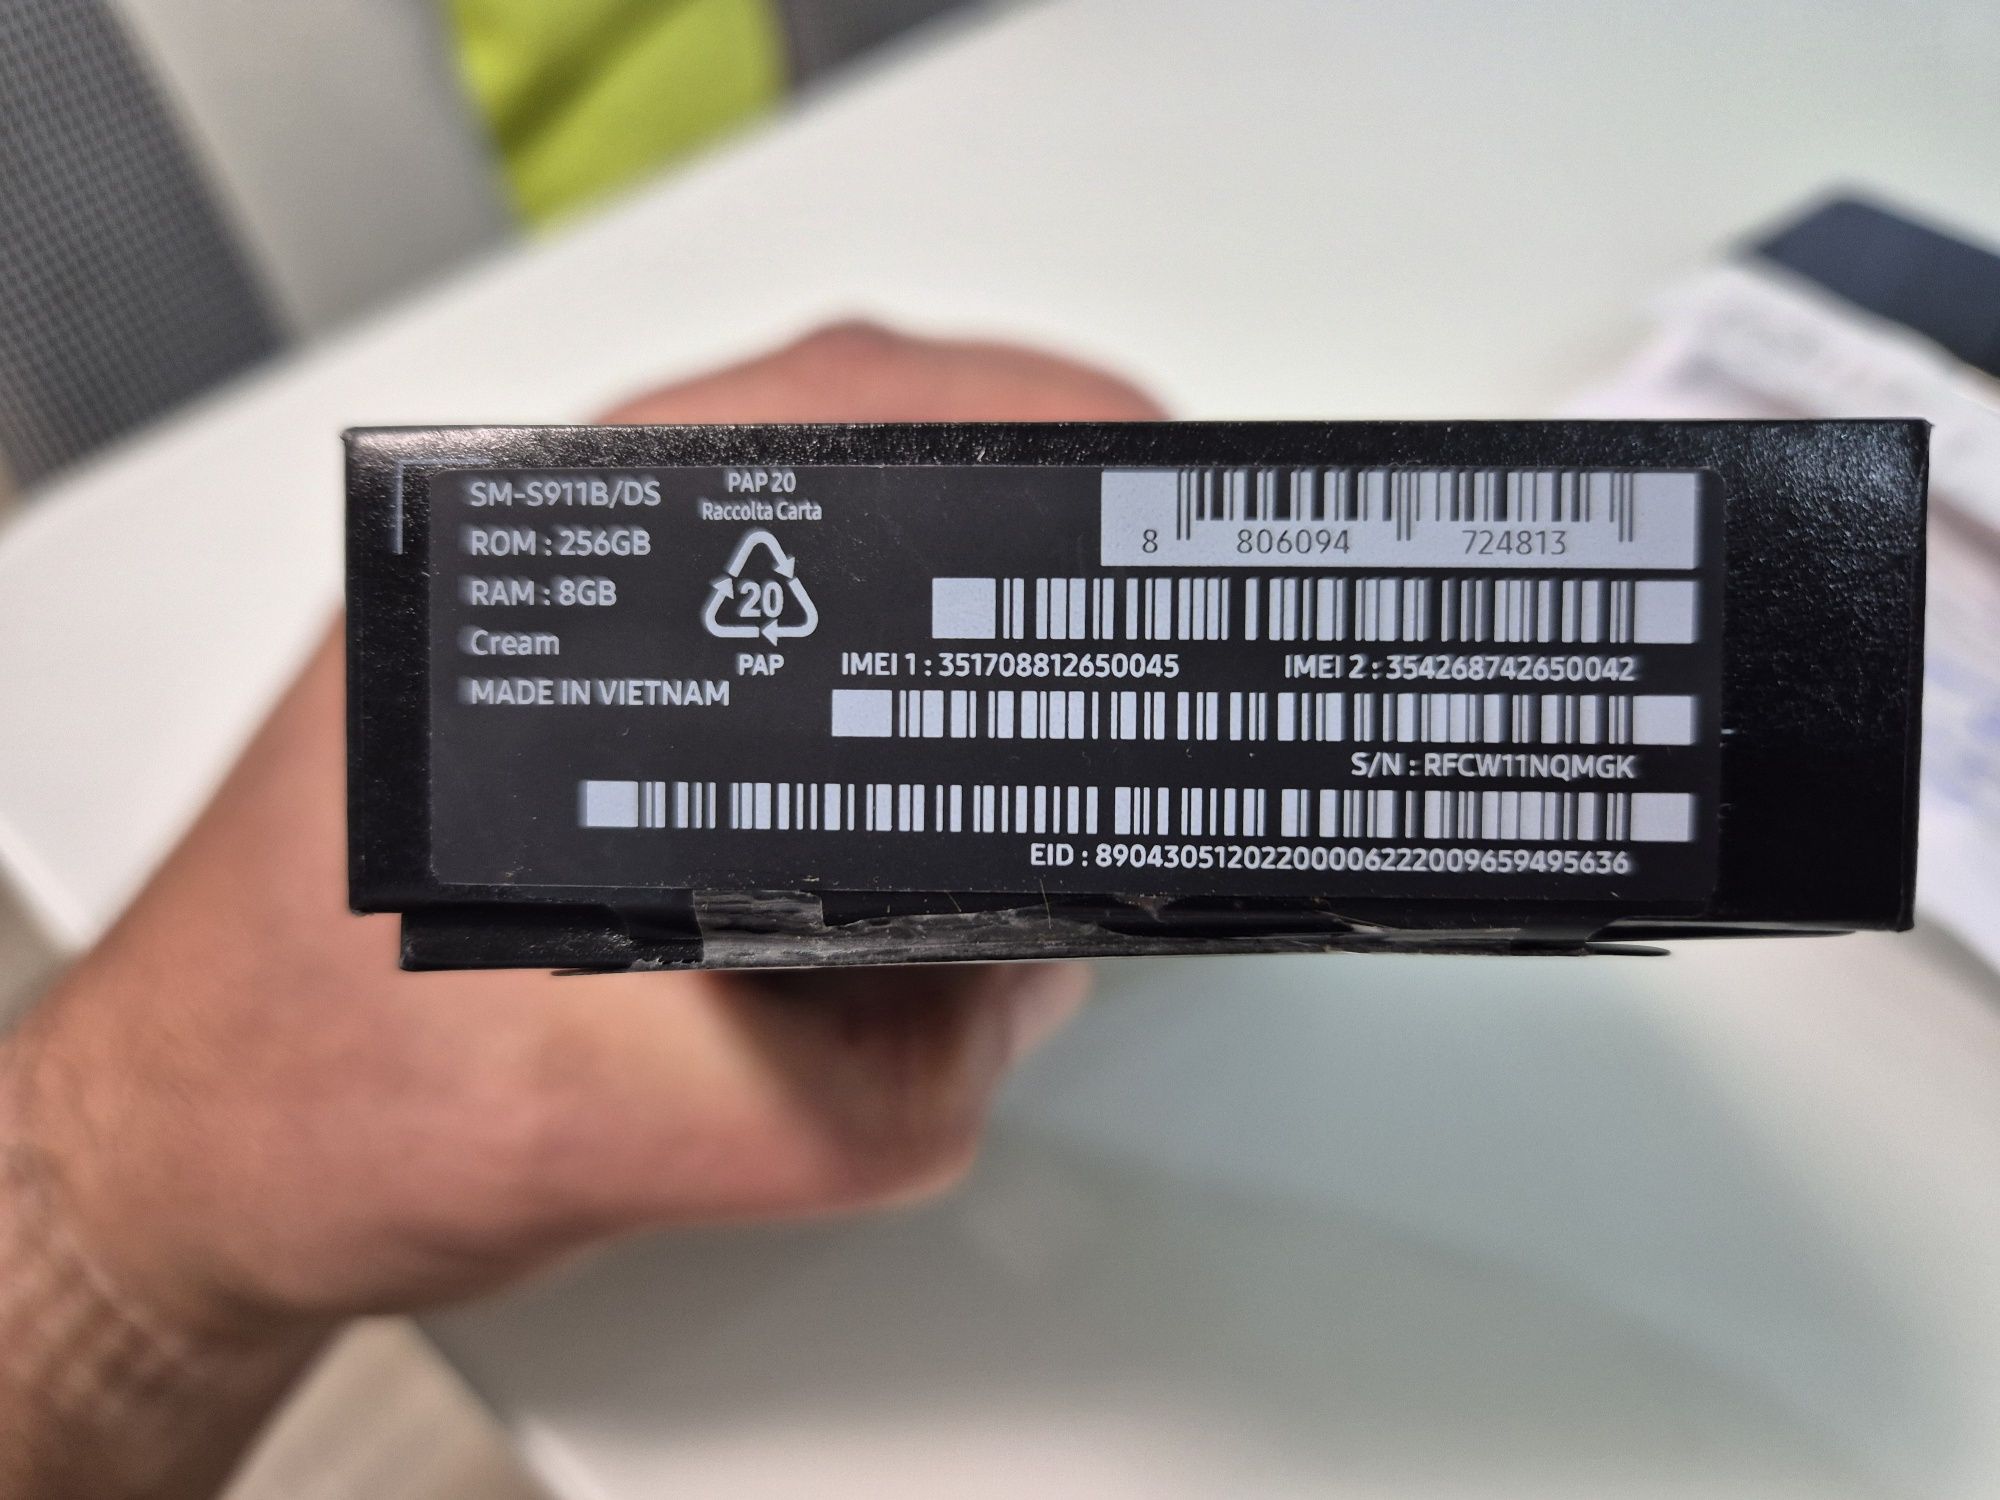 SM-S911B/DS
ROM : 256GB
RAM : 8GB
Cream
MADE IN VIETNAM
PAP 20
Raccolta Carta
20
PAP
8 806094 724813
IMEI 1 : 351708812650045 IMEI 2 : 354268742650042
S/N : RFCW11NQMGK
EID : 89043051202200006222009659495636